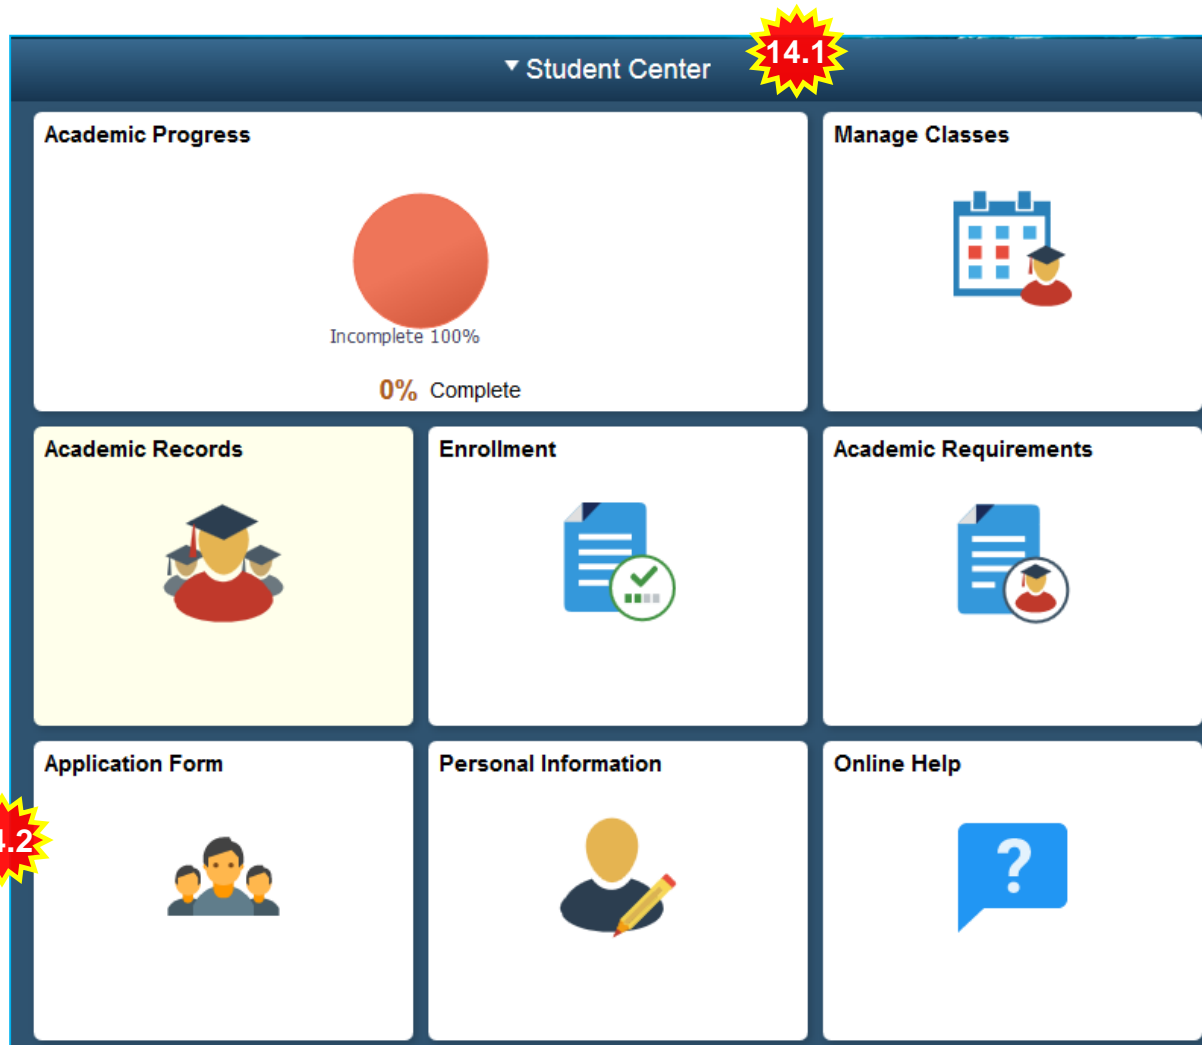 14.1
Student Center
Academic Progress
Manage Classes
Incomplete 100%
0% Complete
Academic Records
Enrollment
Academic Requirements
Application Form
Personal Information
Online Help
4.2
?